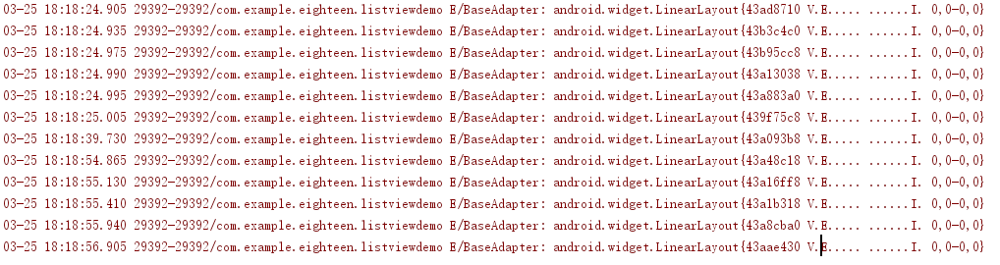 03-25 18:18:24.905 29392-29392/com.example.eighteen.listviewdemo E/BaseAdapter: android.widget.LinearLayout{43ad8710 V.E..... ......I. 0,0-0,0}
03-25 18:18:24.935 29392-29392/com.example.eighteen.listviewdemo E/BaseAdapter: android.widget.LinearLayout{43b3c4c0 V.E..... ......I. 0,0-0,0}
03-25 18:18:24.975 29392-29392/com.example.eighteen.listviewdemo E/BaseAdapter: android.widget.LinearLayout{43b95cc8 V.E..... ......I. 0,0-0,0}
03-25 18:18:24.990 29392-29392/com.example.eighteen.listviewdemo E/BaseAdapter: android.widget.LinearLayout{43a13038 V.E..... ......I. 0,0-0,0}
03-25 18:18:24.995 29392-29392/com.example.eighteen.listviewdemo E/BaseAdapter: android.widget.LinearLayout{43a883a0 V.E..... ......I. 0,0-0,0}
03-25 18:18:25.005 29392-29392/com.example.eighteen.listviewdemo E/BaseAdapter: android.widget.LinearLayout{439f75c8 V.E..... ......I. 0,0-0,0}
03-25 18:18:39.730 29392-29392/com.example.eighteen.listviewdemo E/BaseAdapter: android.widget.LinearLayout{43a093b8 V.E..... ......I. 0,0-0,0}
03-25 18:18:54.865 29392-29392/com.example.eighteen.listviewdemo E/BaseAdapter: android.widget.LinearLayout{43a48c18 V.E..... ......I. 0,0-0,0}
03-25 18:18:55.130 29392-29392/com.example.eighteen.listviewdemo E/BaseAdapter: android.widget.LinearLayout{43a16ff8 V.E..... ......I. 0,0-0,0}
03-25 18:18:55.410 29392-29392/com.example.eighteen.listviewdemo E/BaseAdapter: android.widget.LinearLayout{43a1b318 V.E..... ......I. 0,0-0,0}
03-25 18:18:55.940 29392-29392/com.example.eighteen.listviewdemo E/BaseAdapter: android.widget.LinearLayout{43a8cba0 V.E..... ......I. 0,0-0,0}
03-25 18:18:56.905 29392-29392/com.example.eighteen.listviewdemo E/BaseAdapter: android.widget.LinearLayout{43aae430 V.E..... ......I. 0,0-0,0}